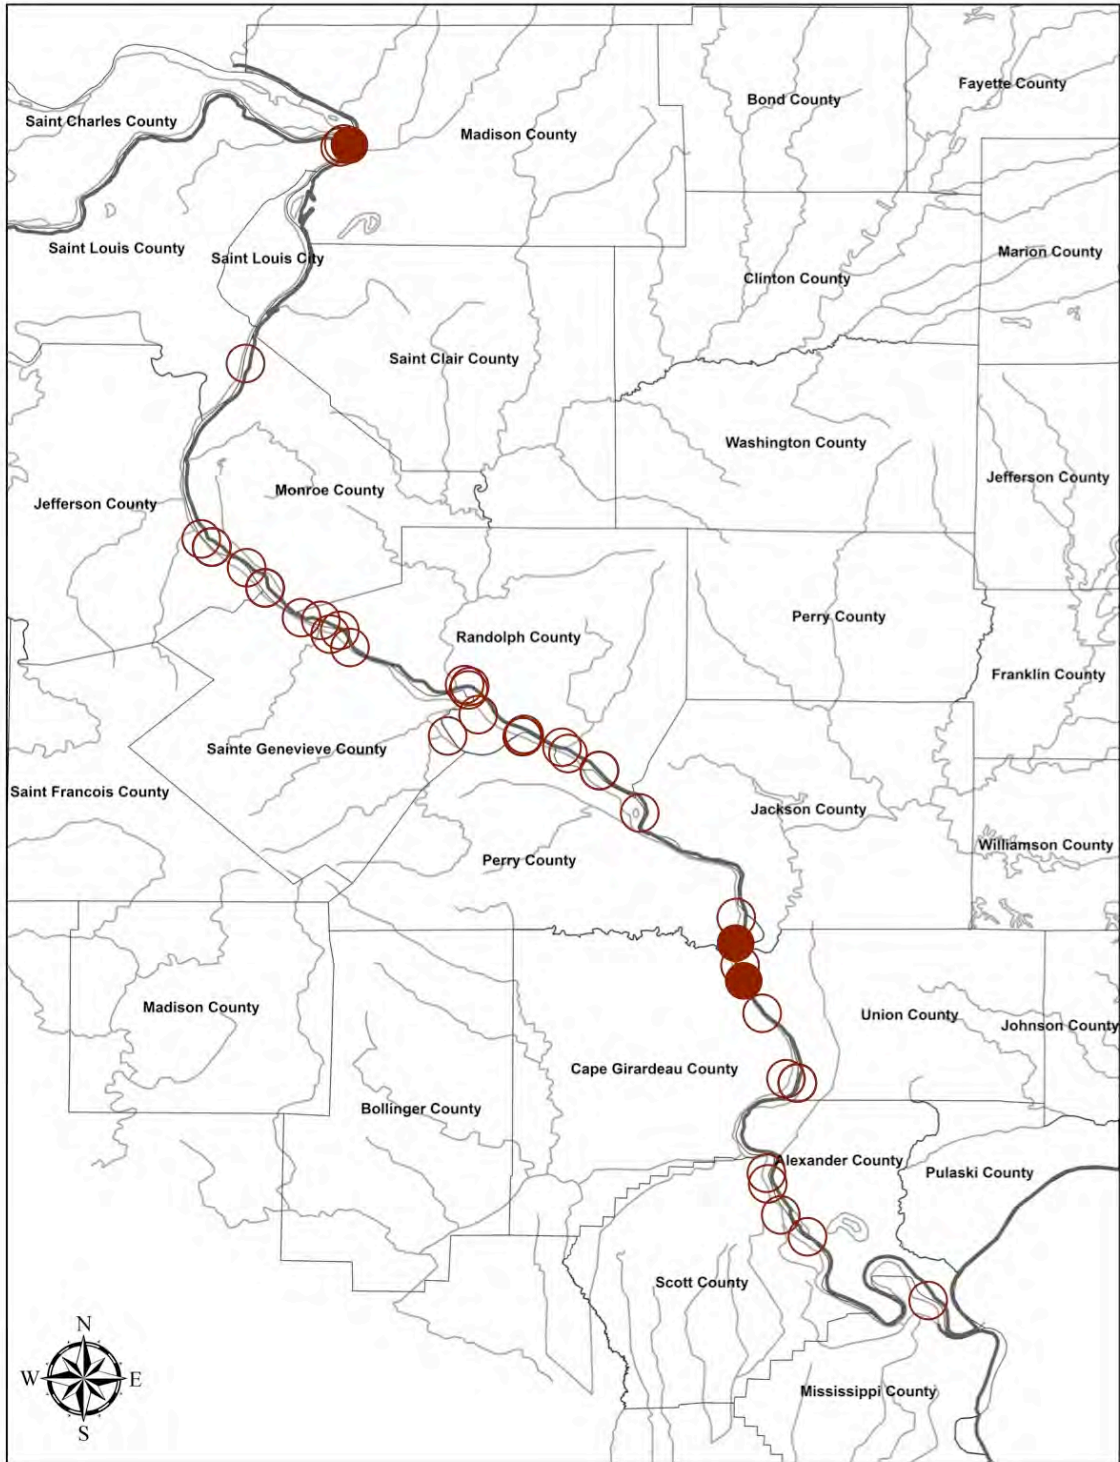 Fayette County
Bond County
Saint Charles County
Madison County
Saint Louis County
Marion County
Saint Louis City
Clinton County
Saint Clair County
Washington County
Jefferson County
Monroe County
Jefferson County
Perry County
Randolph County
Franklin County
Sainte Genevieve County
Saint Francois County
Jackson County
Williamson County
Perry County
Madison County
Union County
Johnson County
Cape Girardeau County
Bollinger County
Alexander County
Pulaski County
Scott County
N
W E
S
Mississippi County